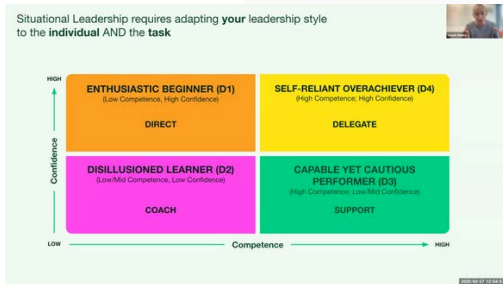 Situational Leadership requires adapting your leadership style
to the individual AND the task
HIGH
ENTHUSIASTIC BEGINNER (D1)
(Low Competence, High Confidence)
DIRECT
SELF-RELIANT OVERACHIEVER (D4)
(High Competence; High Confidence)
DELEGATE
Confidence
DISILLUSIONED LEARNER (D2)
(Low/Mid Competence, Low Confidence)
COACH
CAPABLE YET CAUTIOUS
PERFORMER (D3)
(High Competence; Low/Mid Confidence)
SUPPORT
LOW
Competence
HIGH